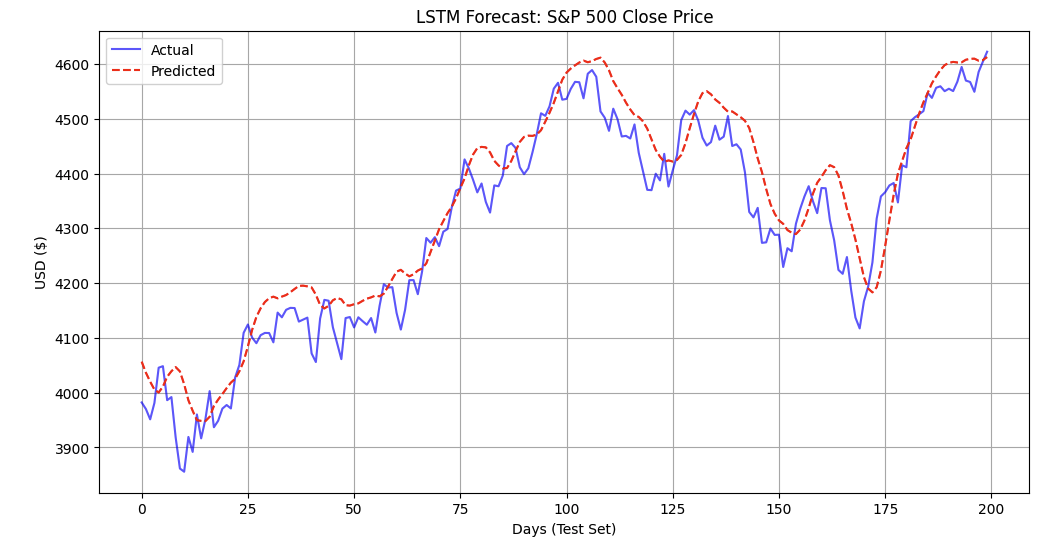 LSTM Forecast: S&P 500 Close Price
Actual
Predicted
4600
4500
4400
4300
4200
4100
4000
3900
USD ($)
0 25 50 75 100 125 150 175 200
Days (Test Set)